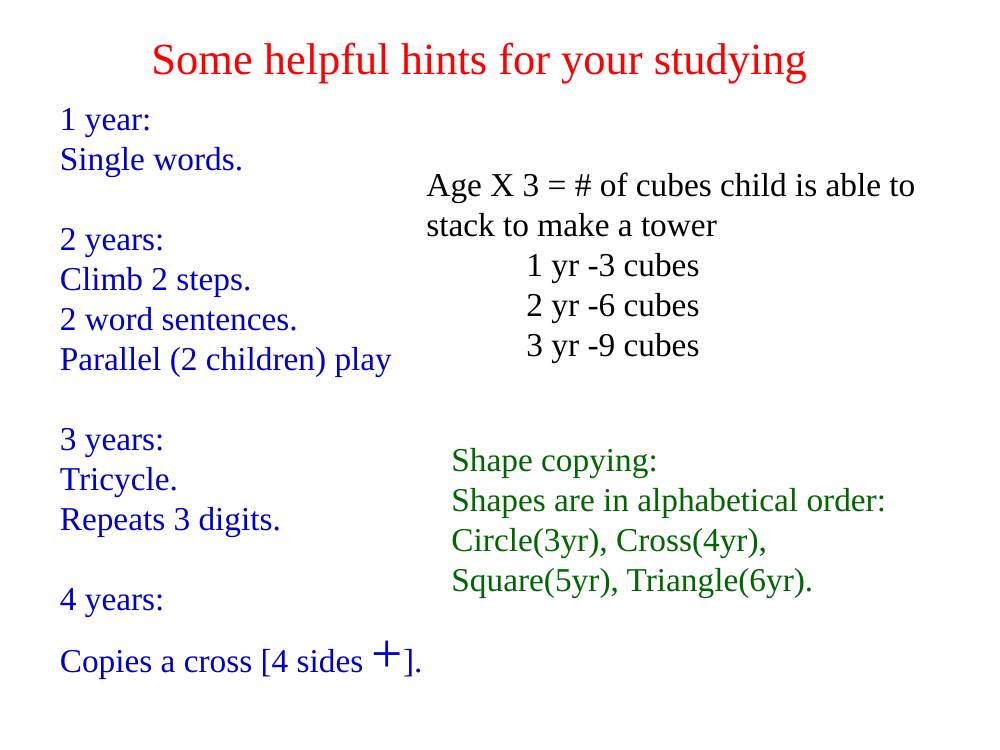 Some helpful hints for your studying
1 year:
Single words.
2 years:
Climb 2 steps.
2 word sentences.
Parallel (2 children) play
3 years:
Tricycle.
Repeats 3 digits.
4 years:
Copies a cross [4 sides +].
Age X 3 = # of cubes child is able to
stack to make a tower
1 yr -3 cubes
2 yr -6 cubes
3 yr -9 cubes
Shape copying:
Shapes are in alphabetical order:
Circle(3yr), Cross(4yr),
Square(5yr), Triangle(6yr).